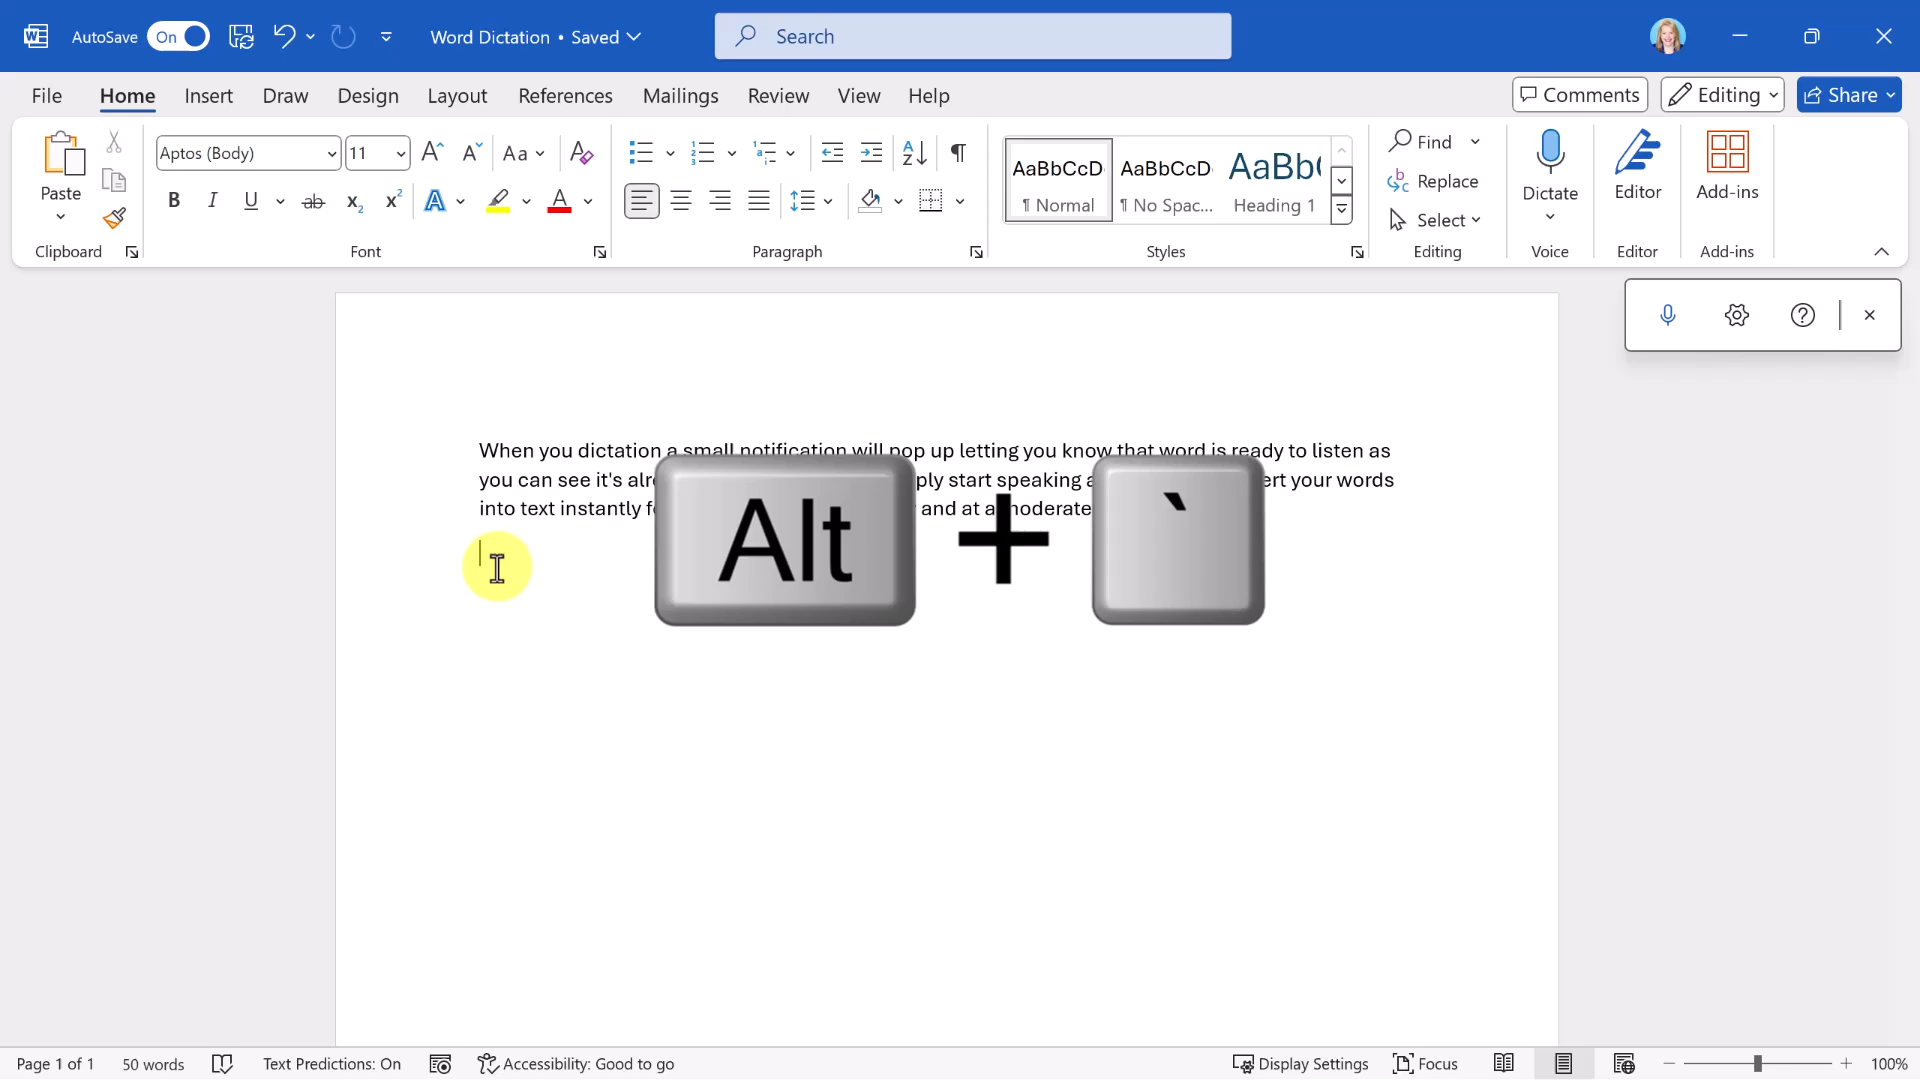 AutoSave On Word Dictation • Saved Search
File Home Insert Draw Design Layout References Mailings Review View Help Comments Editing Share
Paste
Clipboard
Aptos (Body) 11
Aa
B I U ab x₂ x² A A
Font
Paragraph
AaBbCcD AaBbCcD AaBb
¶ Normal ¶ No Spac... Heading 1
Styles
Find
Replace
Select
Editing
Dictate
Voice
Editor
Editor
Add-ins
Add-ins
When you dictation a small notification will pop up letting you know that word is ready to listen as
you can see it's start speaking your words
into text instantly and at a moderate
Alt + `
Page 1 of 1 50 words Text Predictions: On Accessibility: Good to go Display Settings Focus 100%